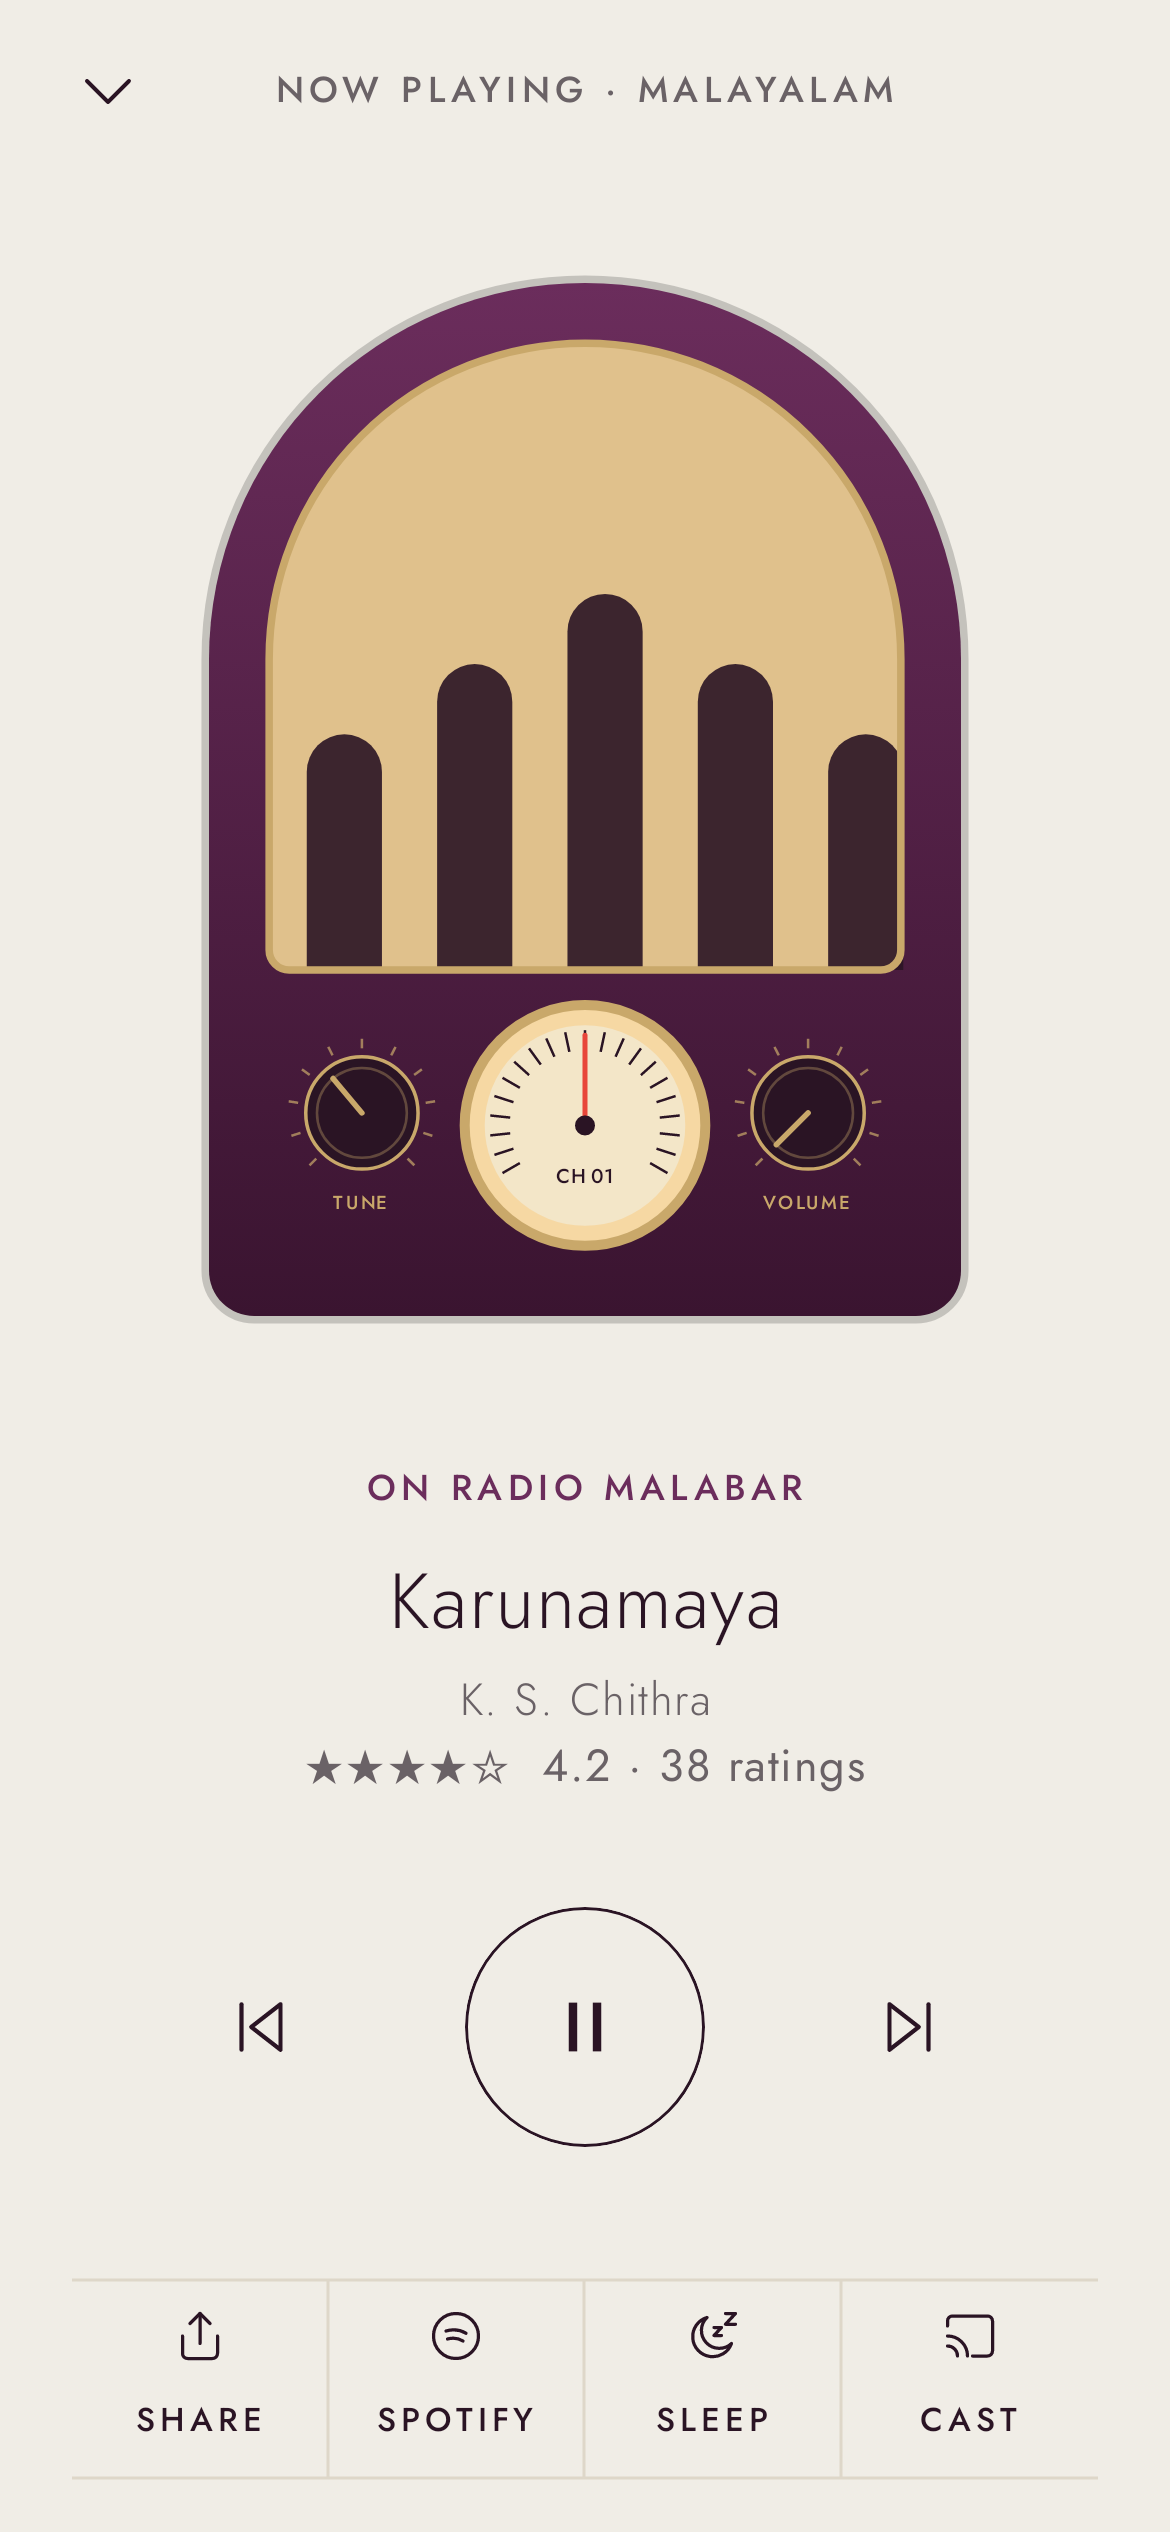 NOW PLAYING · MALAYALAM
CH 01
TUNE
VOLUME
ON RADIO MALABAR
Karunamaya
K. S. Chithra
★★★★☆ 4.2 · 38 ratings
SHARE
SPOTIFY
SLEEP
CAST